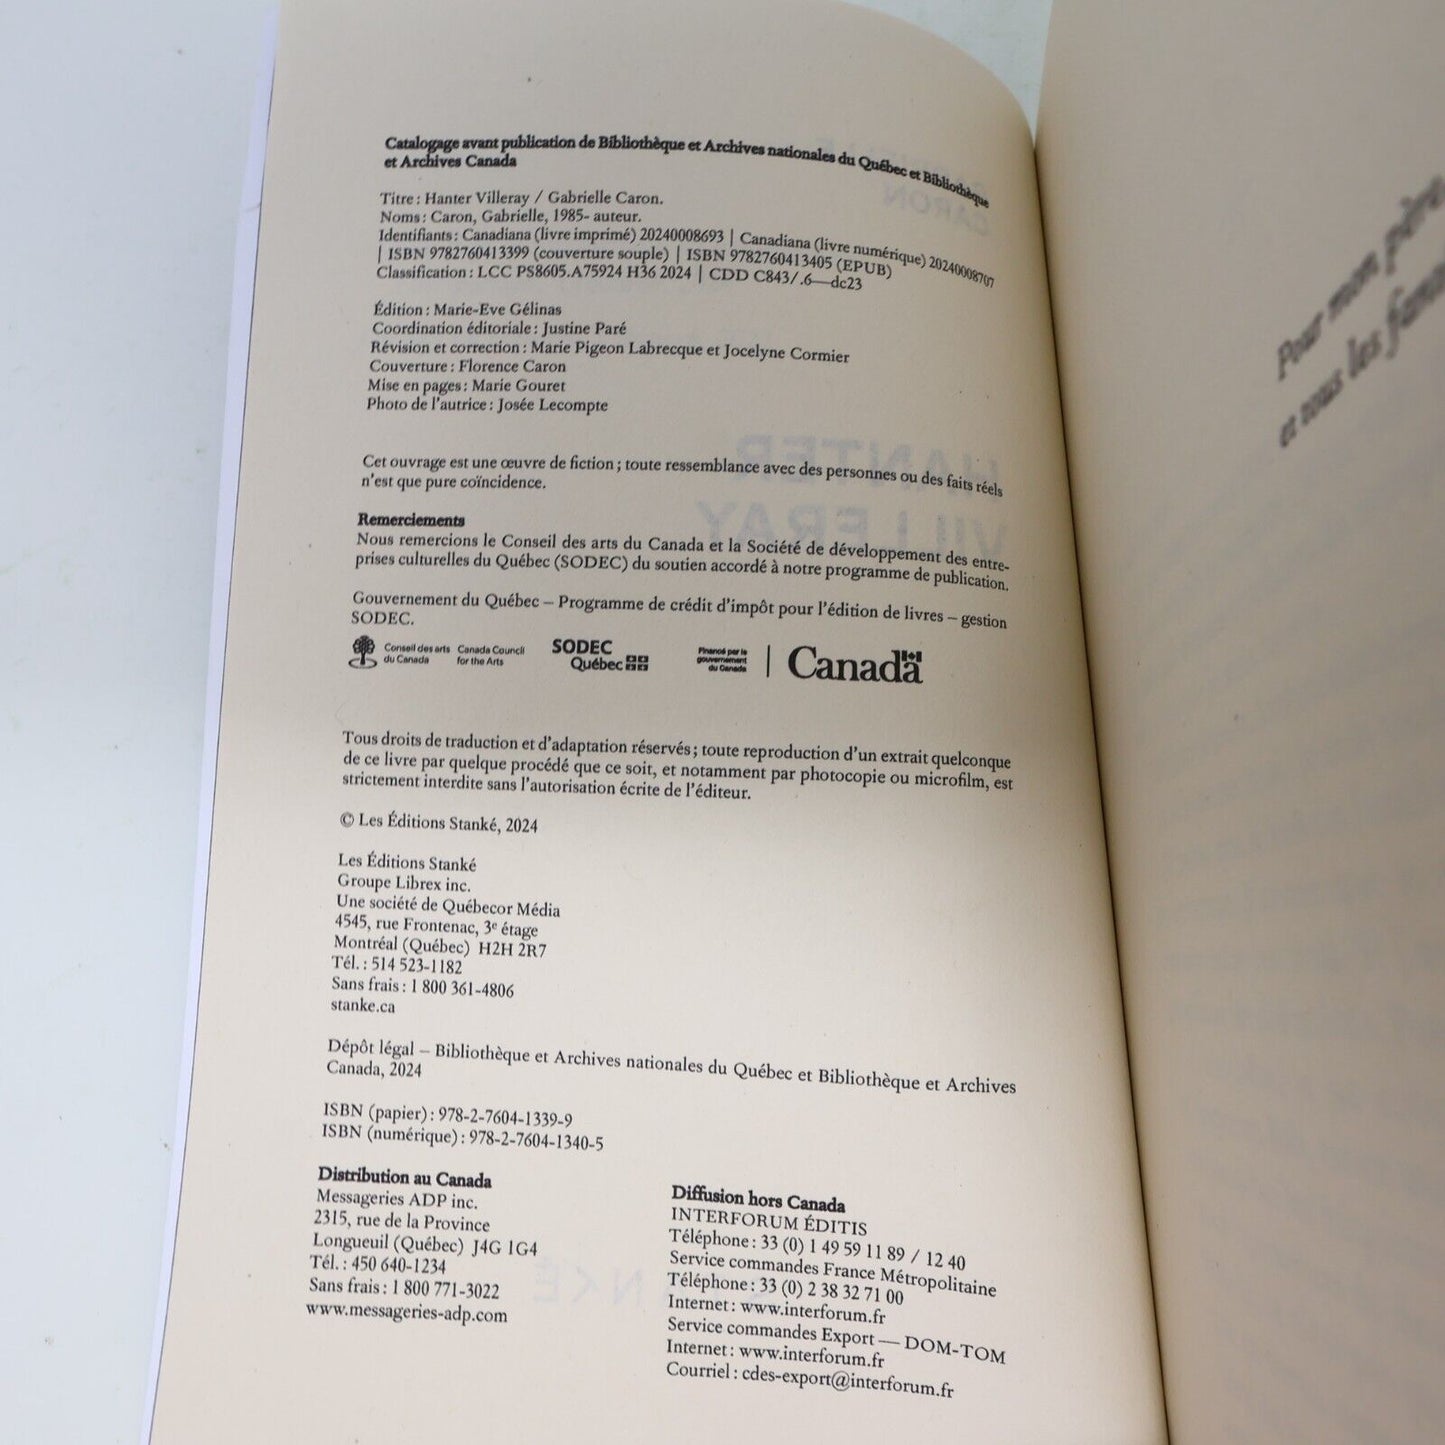 Catalogage avant publication de Bibliothèque et Archives nationales du Québec et Bibliothèque
et Archives Canada
Titre : Hanter Villeray / Gabrielle Caron.
Noms : Caron, Gabrielle, 1985- auteur.
Identifiants : Canadiana (livre imprimé) 20240008693 | Canadiana (livre numérique) 20240008707
| ISBN 9782760413399 (couverture souple) | ISBN 9782760413405 (EPUB)
Classification : LCC PS8605.A75924 H36 2024 | CDD C843/.6—dc23
Édition : Marie-Eve Gélinas
Coordination éditoriale : Justine Paré
Révision et correction : Marie Pigeon Labrecque et Jocelyne Cormier
Couverture : Florence Caron
Mise en pages : Marie Gouret
Photo de l'autrice : Josée Lecompte
Cet ouvrage est une œuvre de fiction ; toute ressemblance avec des personnes ou des faits réels
n'est que pure coïncidence.
Remerciements
Nous remercions le Conseil des arts du Canada et la Société de développement des entre-
prises culturelles du Québec (SODEC) du soutien accordé à notre programme de publication.
Gouvernement du Québec – Programme de crédit d'impôt pour l'édition de livres – gestion
SODEC.
Conseil des arts du Canada
Canada Council for the Arts
SODEC
Québec
Financé par le
gouvernement
du Canada
Canada
Tous droits de traduction et d'adaptation réservés ; toute reproduction d'un extrait quelconque
de ce livre par quelque procédé que ce soit, et notamment par photocopie ou microfilm, est
strictement interdite sans l'autorisation écrite de l'éditeur.
© Les Éditions Stanké, 2024
Les Éditions Stanké
Groupe Librex inc.
Une société de Québecor Média
4545, rue Frontenac, 3e étage
Montréal (Québec) H2H 2R7
Tél. : 514 523-1182
Sans frais : 1 800 361-4806
stanke.ca
Dépôt légal – Bibliothèque et Archives nationales du Québec et Bibliothèque et Archives
Canada, 2024
ISBN (papier) : 978-2-7604-1339-9
ISBN (numérique) : 978-2-7604-1340-5
Distribution au Canada
Messageries ADP inc.
2315, rue de la Province
Longueuil (Québec) J4G 1G4
Tél. : 450 640-1234
Sans frais : 1 800 771-3022
www.messageries-adp.com
Diffusion hors Canada
INTERFORUM ÉDITIS
Téléphone : 33 (0) 1 49 59 11 89 / 12 40
Service commandes France Métropolitaine
Téléphone : 33 (0) 2 38 32 71 00
Internet : www.interforum.fr
Service commandes Export — DOM-TOM
Internet : www.interforum.fr
Courriel : cdes-export@interforum.fr
Pour mon père
et tous les